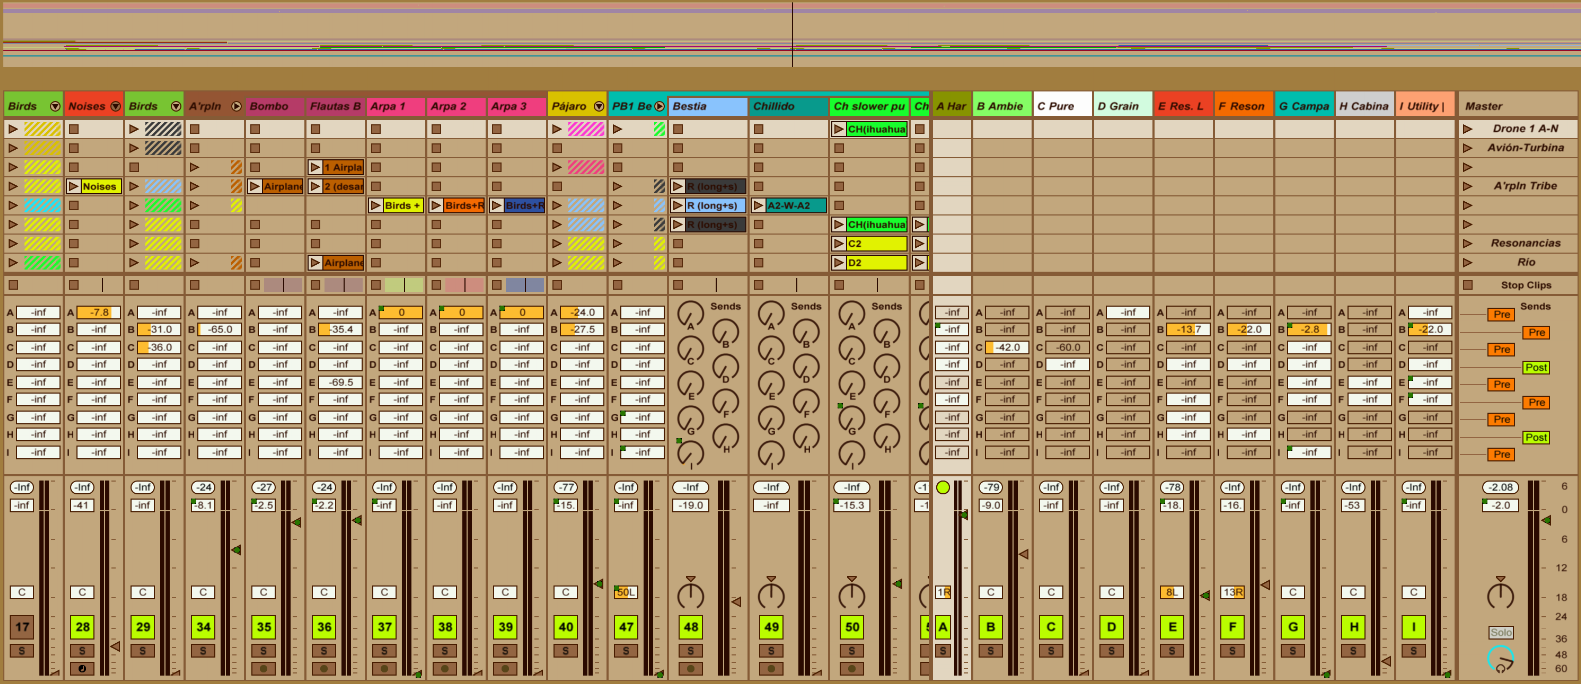 Birds Noises Birds A'rpln Bombo Flautas B Arpa 1 Arpa 2 Arpa 3 Pájaro PB1 Be Bestia Chillido Ch slower pu Ch A Har B Ambie C Pure D Grain E Res. L F Reson G Campa H Cabina I Utility | Master
CH(ihuahua Drone 1 A-N
Avión-Turbina
1 Airpla
Noises Airplane 2 (desar R (long+s) A'rpln Tribe
Birds + Birds+R Birds+R R (long+s) A2-W-A2
R (long+s) CH(ihuahua
C2 Resonancias
Airplane D2 Río
Stop Clips
Sends Sends Sends Sends
A -inf A -7.8 A -inf A -inf A -inf A -inf A 0 A 0 A 0 A -24.0 A -inf A A A -inf A -inf A -inf A -inf A -inf A -inf A -inf A -inf A -inf Pre
B -inf B -inf B -31.0 B -65.0 B -inf B -35.4 B -inf B -inf B -inf B -27.5 B -inf B B B -inf B -inf B -inf B -inf B -13.7 B -22.0 B -2.8 B -inf B -22.0 Pre
C -inf C -inf C -36.0 C -inf C -inf C -inf C -inf C -inf C -inf C -inf C -inf C C C -inf C -42.0 C -60.0 C -inf C -inf C -inf C -inf C -inf C -inf Pre
D -inf D -inf D -inf D -inf D -inf D -inf D -inf D -inf D -inf D -inf D -inf D D D -inf D -inf D -inf D -inf D -inf D -inf D -inf D -inf D -inf Post
E -inf E -inf E -inf E -inf E -inf E -69.5 E -inf E -inf E -inf E -inf E -inf E E E -inf E -inf E -inf E -inf E -inf E -inf E -inf E -inf E -inf Pre
F -inf F -inf F -inf F -inf F -inf F -inf F -inf F -inf F -inf F -inf F -inf F F F -inf F -inf F -inf F -inf F -inf F -inf F -inf F -inf F -inf Pre
G -inf G -inf G -inf G -inf G -inf G -inf G -inf G -inf G -inf G -inf G -inf G G G -inf G -inf G -inf G -inf G -inf G -inf G -inf G -inf G -inf Pre
H -inf H -inf H -inf H -inf H -inf H -inf H -inf H -inf H -inf H -inf H -inf H H H -inf H -inf H -inf H -inf H -inf H -inf H -inf H -inf H -inf Post
I -inf I -inf I -inf I -inf I -inf I -inf I -inf I -inf I -inf I -inf I -inf I I I -inf I -inf I -inf I -inf I -inf I -inf I -inf I -inf I -inf Pre
-Inf -Inf -Inf -24 -27 -24 -Inf -Inf -Inf -77 -Inf -Inf -Inf -Inf -1 -79 -Inf -Inf -78 -Inf -Inf -Inf -Inf -2.08 6
-inf -41 -inf -8.1 -2.5 -2.2 -inf -inf -inf -15. -inf -19.0 -inf -15.3 -1 -9.0 -inf -inf -18. -16. -inf -53 -inf -2.0 0
6
12
C C C C C C C C C C 50L 1R C C C 8L 13R C C C 18
17 28 29 34 35 36 37 38 39 40 47 48 49 50 5 A B C D E F G H I 24
Solo
S S S S S S S S S S S S S S S S S S S S S S S 36
48
60